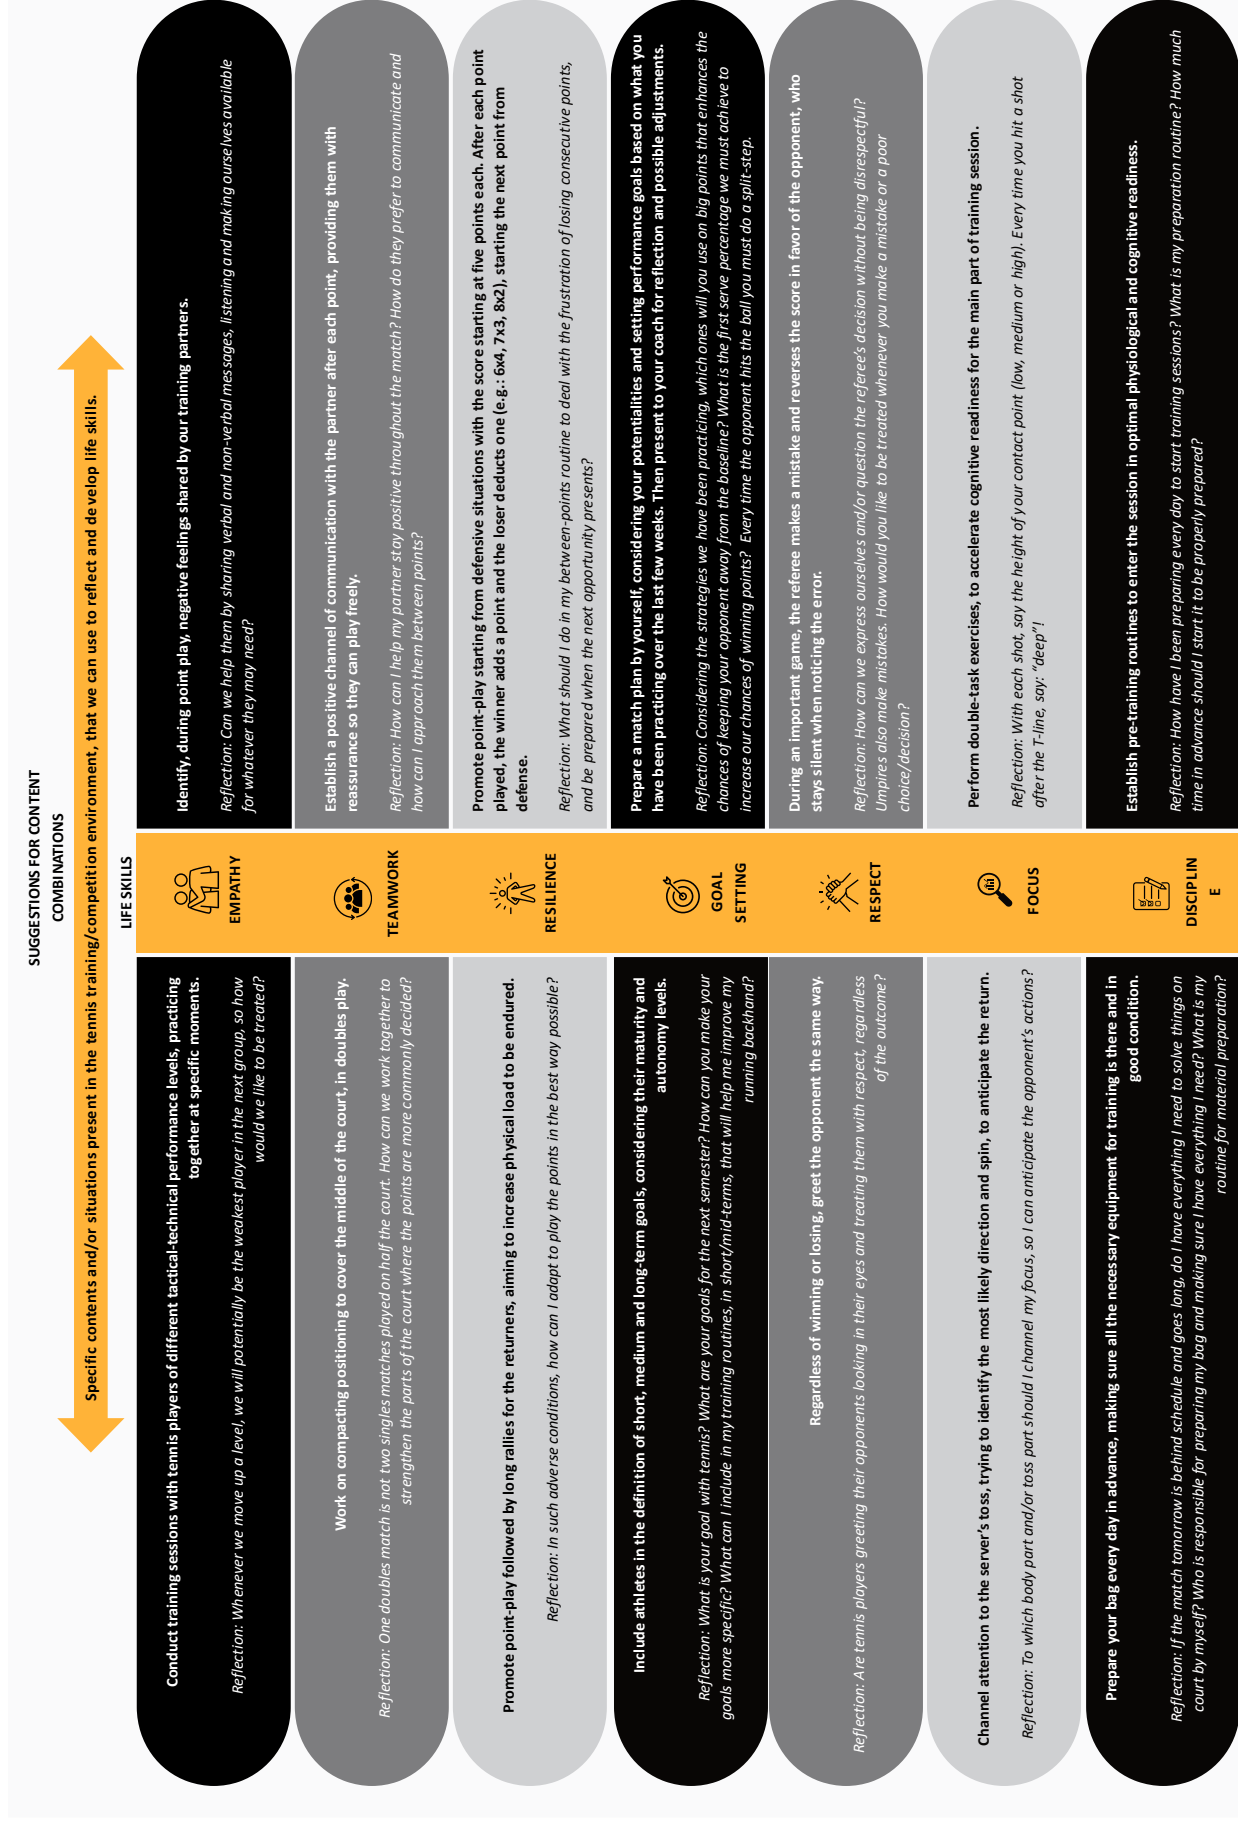 SUGGESTIONS FOR CONTENT
COMBINATIONS
Specific contents and/or situations present in the tennis training/competition environment, that we can use to reflect and develop life skills.
LIFE SKILLS
Conduct training sessions with tennis players of different tactical-technical performance levels, practicing
together at specific moments.
Reflection: Whenever we move up a level, we will potentially be the weakest player in the next group, so how
would we like to be treated?
EMPATHY
Identify, during point play, negative feelings shared by our training partners.
Reflection: Can we help them by sharing verbal and non-verbal messages, listening and making ourselves available
for whatever they may need?
Work on compacting positioning to cover the middle of the court, in doubles play.
Reflection: One doubles match is not two singles matches played on half the court. How can we work together to
strengthen the parts of the court where the points are more commonly decided?
TEAMWORK
Establish a positive channel of communication with the partner after each point, providing them with
reassurance so they can play freely.
Reflection: How can I help my partner stay positive throughout the match? How do they prefer to communicate and
how can I approach them between points?
Promote point-play followed by long rallies for the returners, aiming to increase physical load to be endured.
Reflection: In such adverse conditions, how can I adapt to play the points in the best way possible?
RESILIENCE
Promote point-play starting from defensive situations with the score starting at five points each. After each point
played, the winner adds a point and the loser deducts one (e.g.: 6x4, 7x3, 8x2), starting the next point from
defense.
Reflection: What should I do in my between-points routine to deal with the frustration of losing consecutive points,
and be prepared when the next opportunity presents?
Include athletes in the definition of short, medium and long-term goals, considering their maturity and
autonomy levels.
Reflection: What is your goal with tennis? What are your goals for the next semester? How can you make your
goals more specific? What can I include in my training routines, in short/mid-terms, that will help me improve my
running backhand?
GOAL
SETTING
Prepare a match plan by yourself, considering your potentialities and setting performance goals based on what you
have been practicing over the last few weeks. Then present to your coach for reflection and possible adjustments.
Reflection: Considering the strategies we have been practicing, which ones will you use on big points that enhances the
chances of keeping your opponent away from the baseline? What is the first serve percentage we must achieve to
increase our chances of winning points? Every time the opponent hits the ball you must do a split-step.
Regardless of winning or losing, greet the opponent the same way.
Reflection: Are tennis players greeting their opponents looking in their eyes and treating them with respect, regardless
of the outcome?
RESPECT
During an important game, the referee makes a mistake and reverses the score in favor of the opponent, who
stays silent when noticing the error.
Reflection: How can we express ourselves and/or question the referee's decision without being disrespectful?
Umpires also make mistakes. How would you like to be treated whenever you make a mistake or a poor
choice/decision?
Channel attention to the server's toss, trying to identify the most likely direction and spin, to anticipate the return.
Reflection: To which body part and/or toss part should I channel my focus, so I can anticipate the opponent's actions?
FOCUS
Perform double-task exercises, to accelerate cognitive readiness for the main part of training session.
Reflection: With each shot, say the height of your contact point (low, medium or high). Every time you hit a shot
after the T-line, say: “deep”!
Prepare your bag every day in advance, making sure all the necessary equipment for training is there and in
good condition.
Reflection: If the match tomorrow is behind schedule and goes long, do I have everything I need to solve things on
court by myself? Who is responsible for preparing my bag and making sure I have everything I need? What is my
routine for material preparation?
DISCIPLIN
E
Establish pre-training routines to enter the session in optimal physiological and cognitive readiness.
Reflection: How have I been preparing every day to start training sessions? What is my preparation routine? How much
time in advance should I start it to be properly prepared?